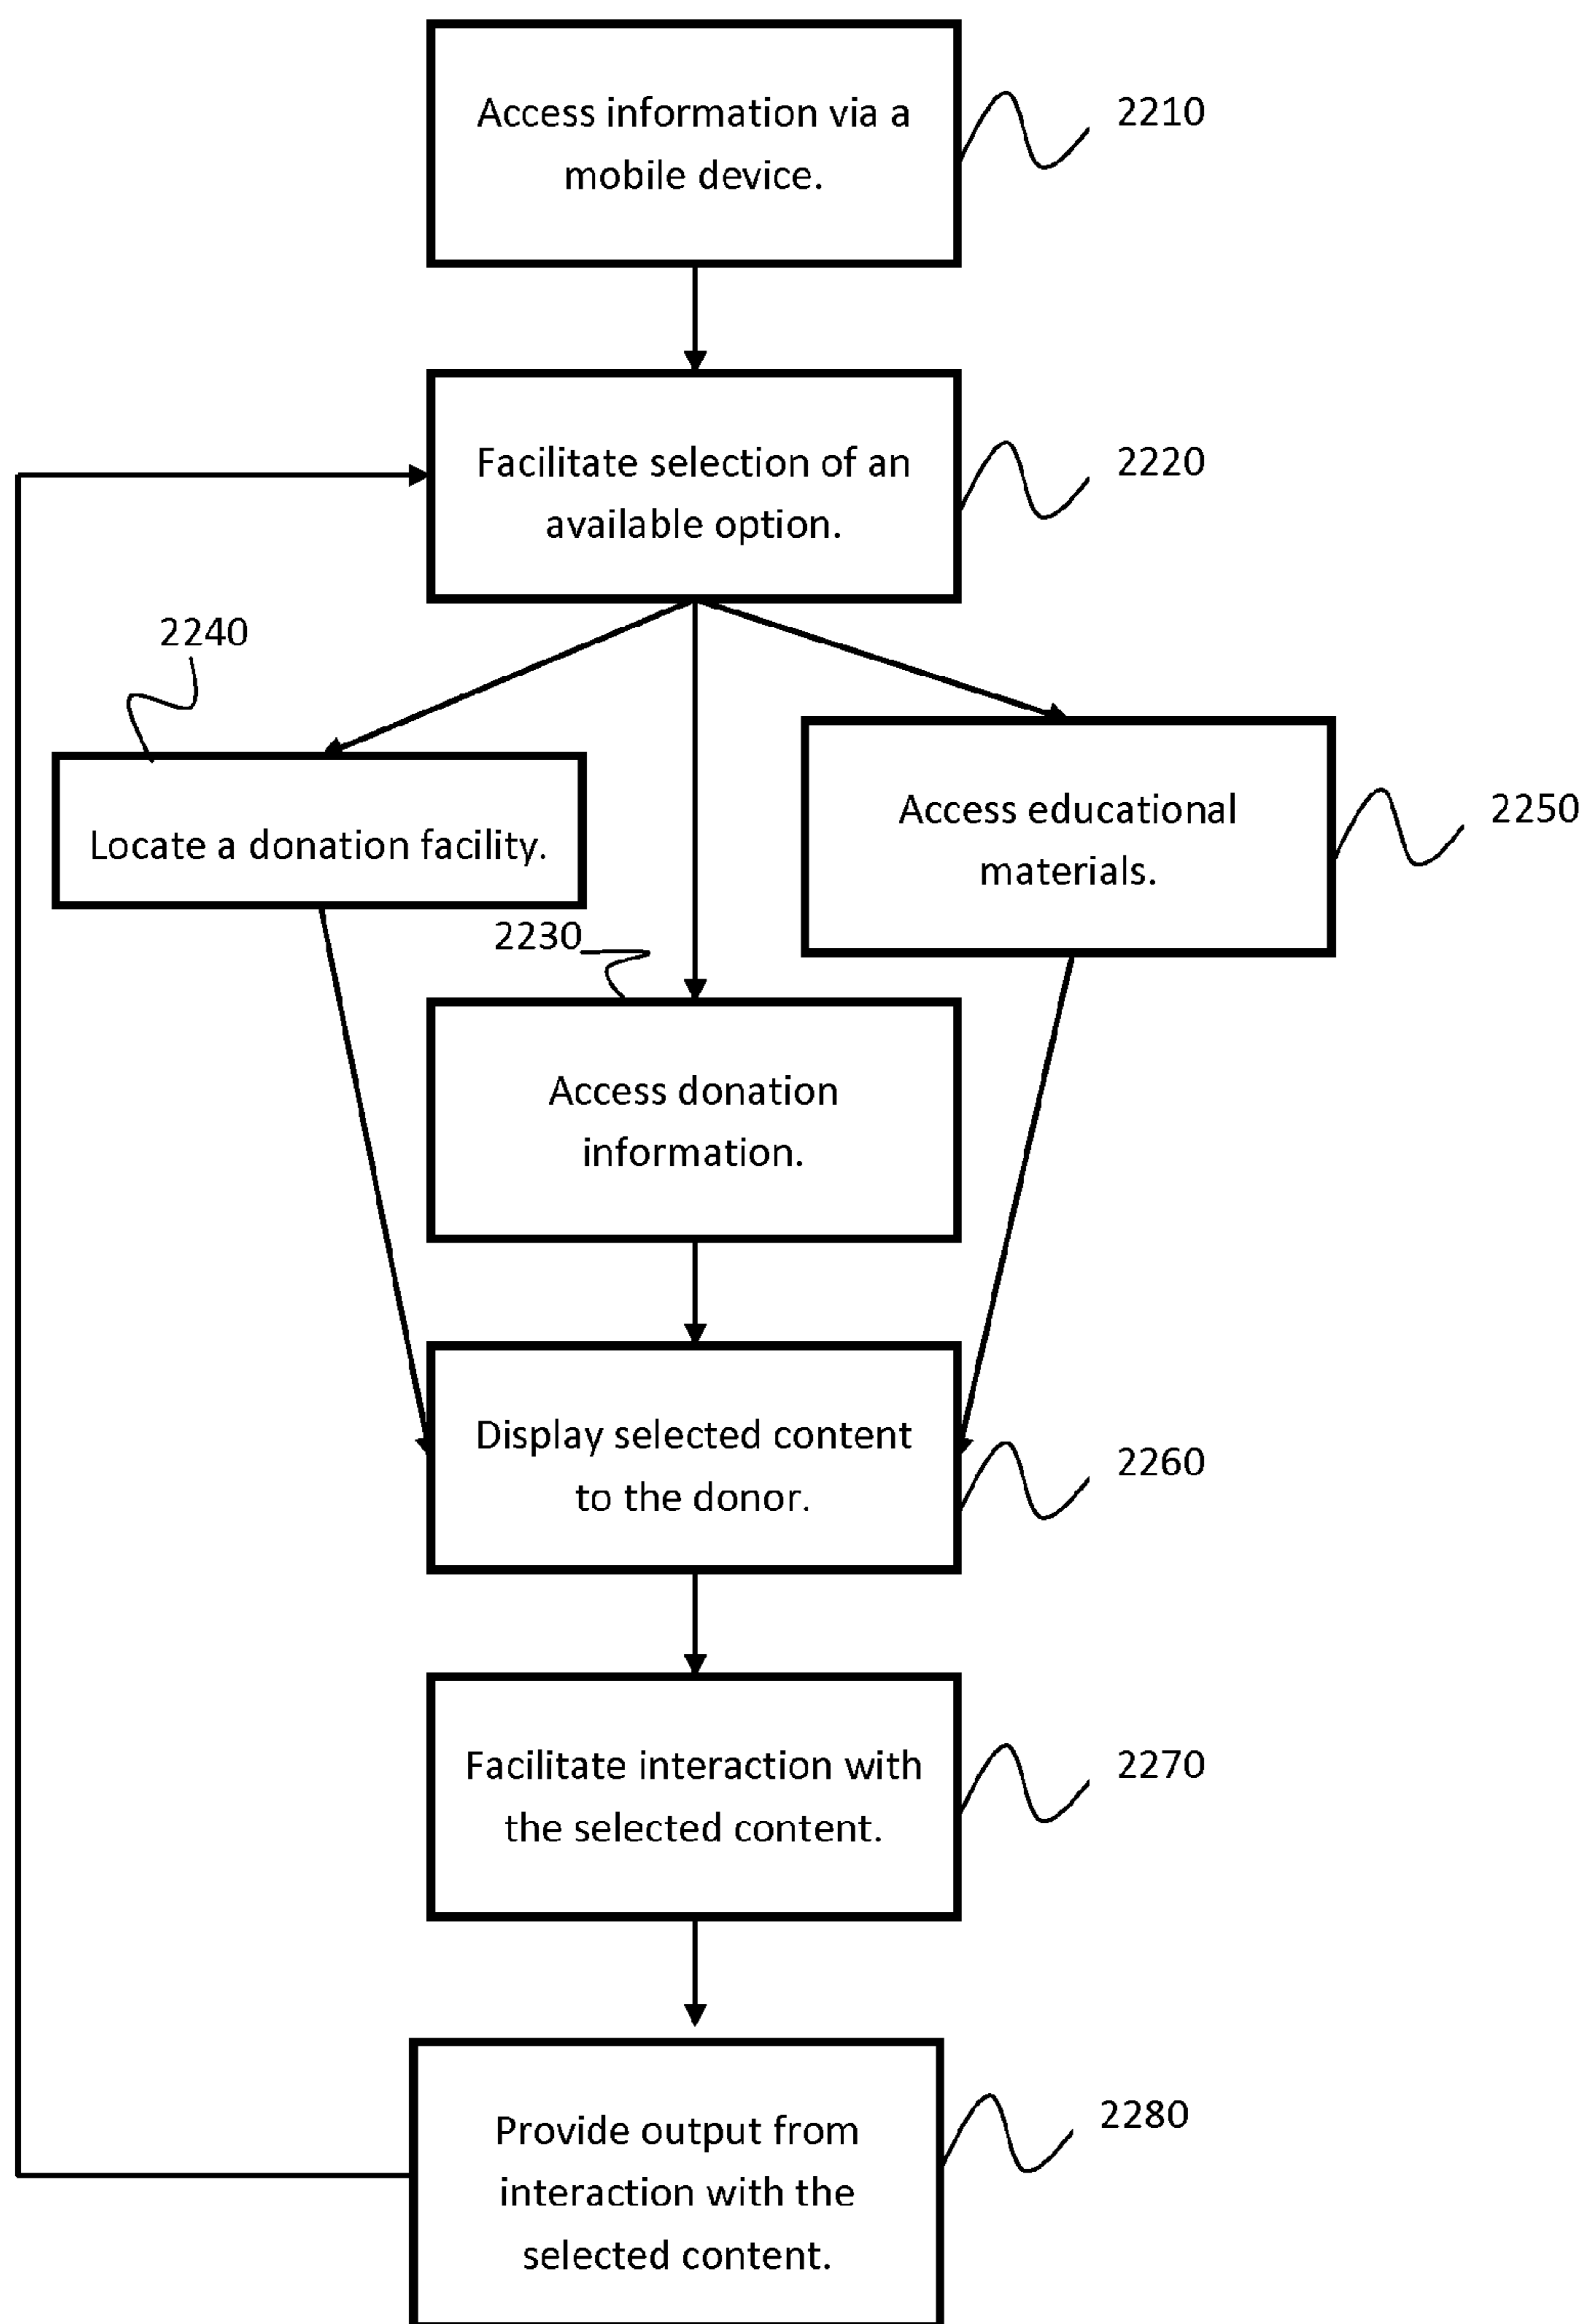 Access information via a
mobile device.
2210
Facilitate selection of an
available option.
2220
2240
Locate a donation facility.
Access educational
materials.
2250
2230
Access donation
information.
Display selected content
to the donor.
2260
Facilitate interaction with
the selected content.
2270
Provide output from
interaction with the
selected content.
2280